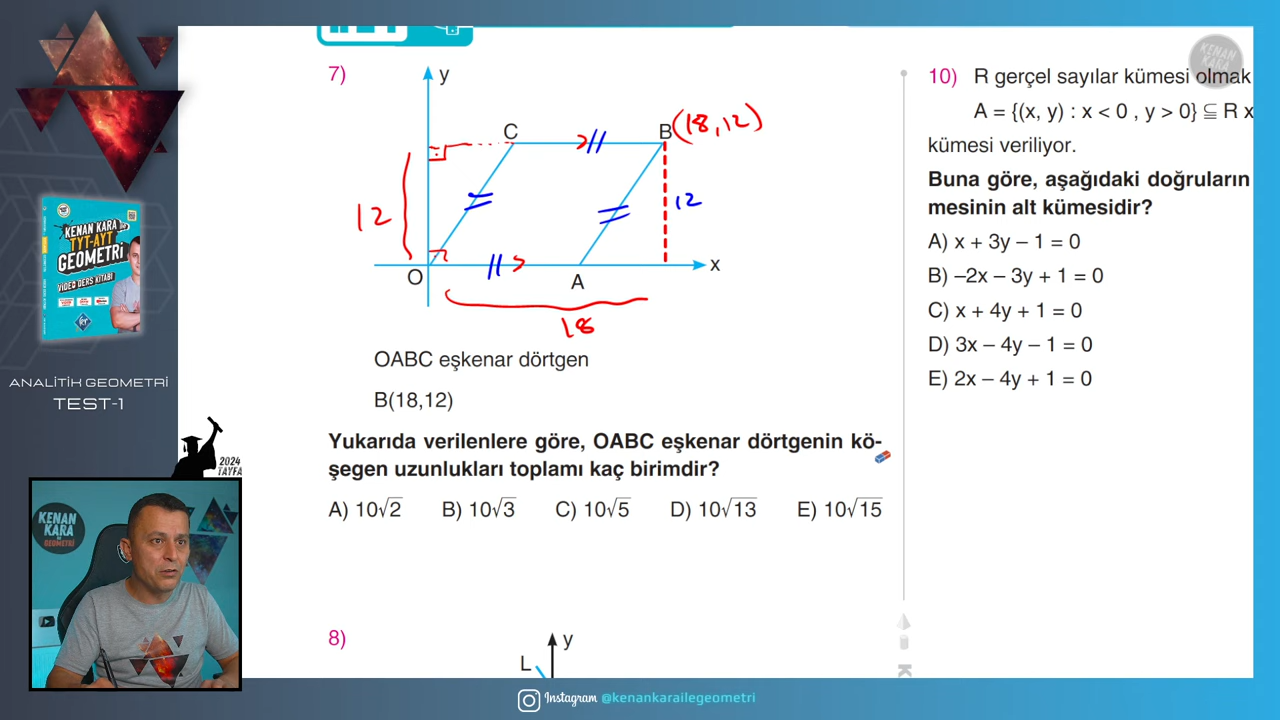 KENAN KARA
TYT-AYT
GEOMETRİ
VİDEO DERS KİTABI
ANALİTİK GEOMETRİ
TEST-1
2024
TAYFA
KENAN
KARA
GEOMETRİ
7)
y
C
B
(18,12)
12
12
O
A
x
18
OABC eşkenar dörtgen
B(18,12)
Yukarıda verilenlere göre, OABC eşkenar dörtgenin kö-
şegen uzunlukları toplamı kaç birimdir?
A) 10√2 B) 10√3 C) 10√5 D) 10√13 E) 10√15
8)
y
L
KENAN
KARA
10) R gerçel sayılar kümesi olmak
A = {(x, y) : x < 0 , y > 0} ⊆ R x
kümesi veriliyor.
Buna göre, aşağıdaki doğruların
mesinin alt kümesidir?
A) x + 3y – 1 = 0
B) –2x – 3y + 1 = 0
C) x + 4y + 1 = 0
D) 3x – 4y – 1 = 0
E) 2x – 4y + 1 = 0
K
Instagram @kenankarailegeometri